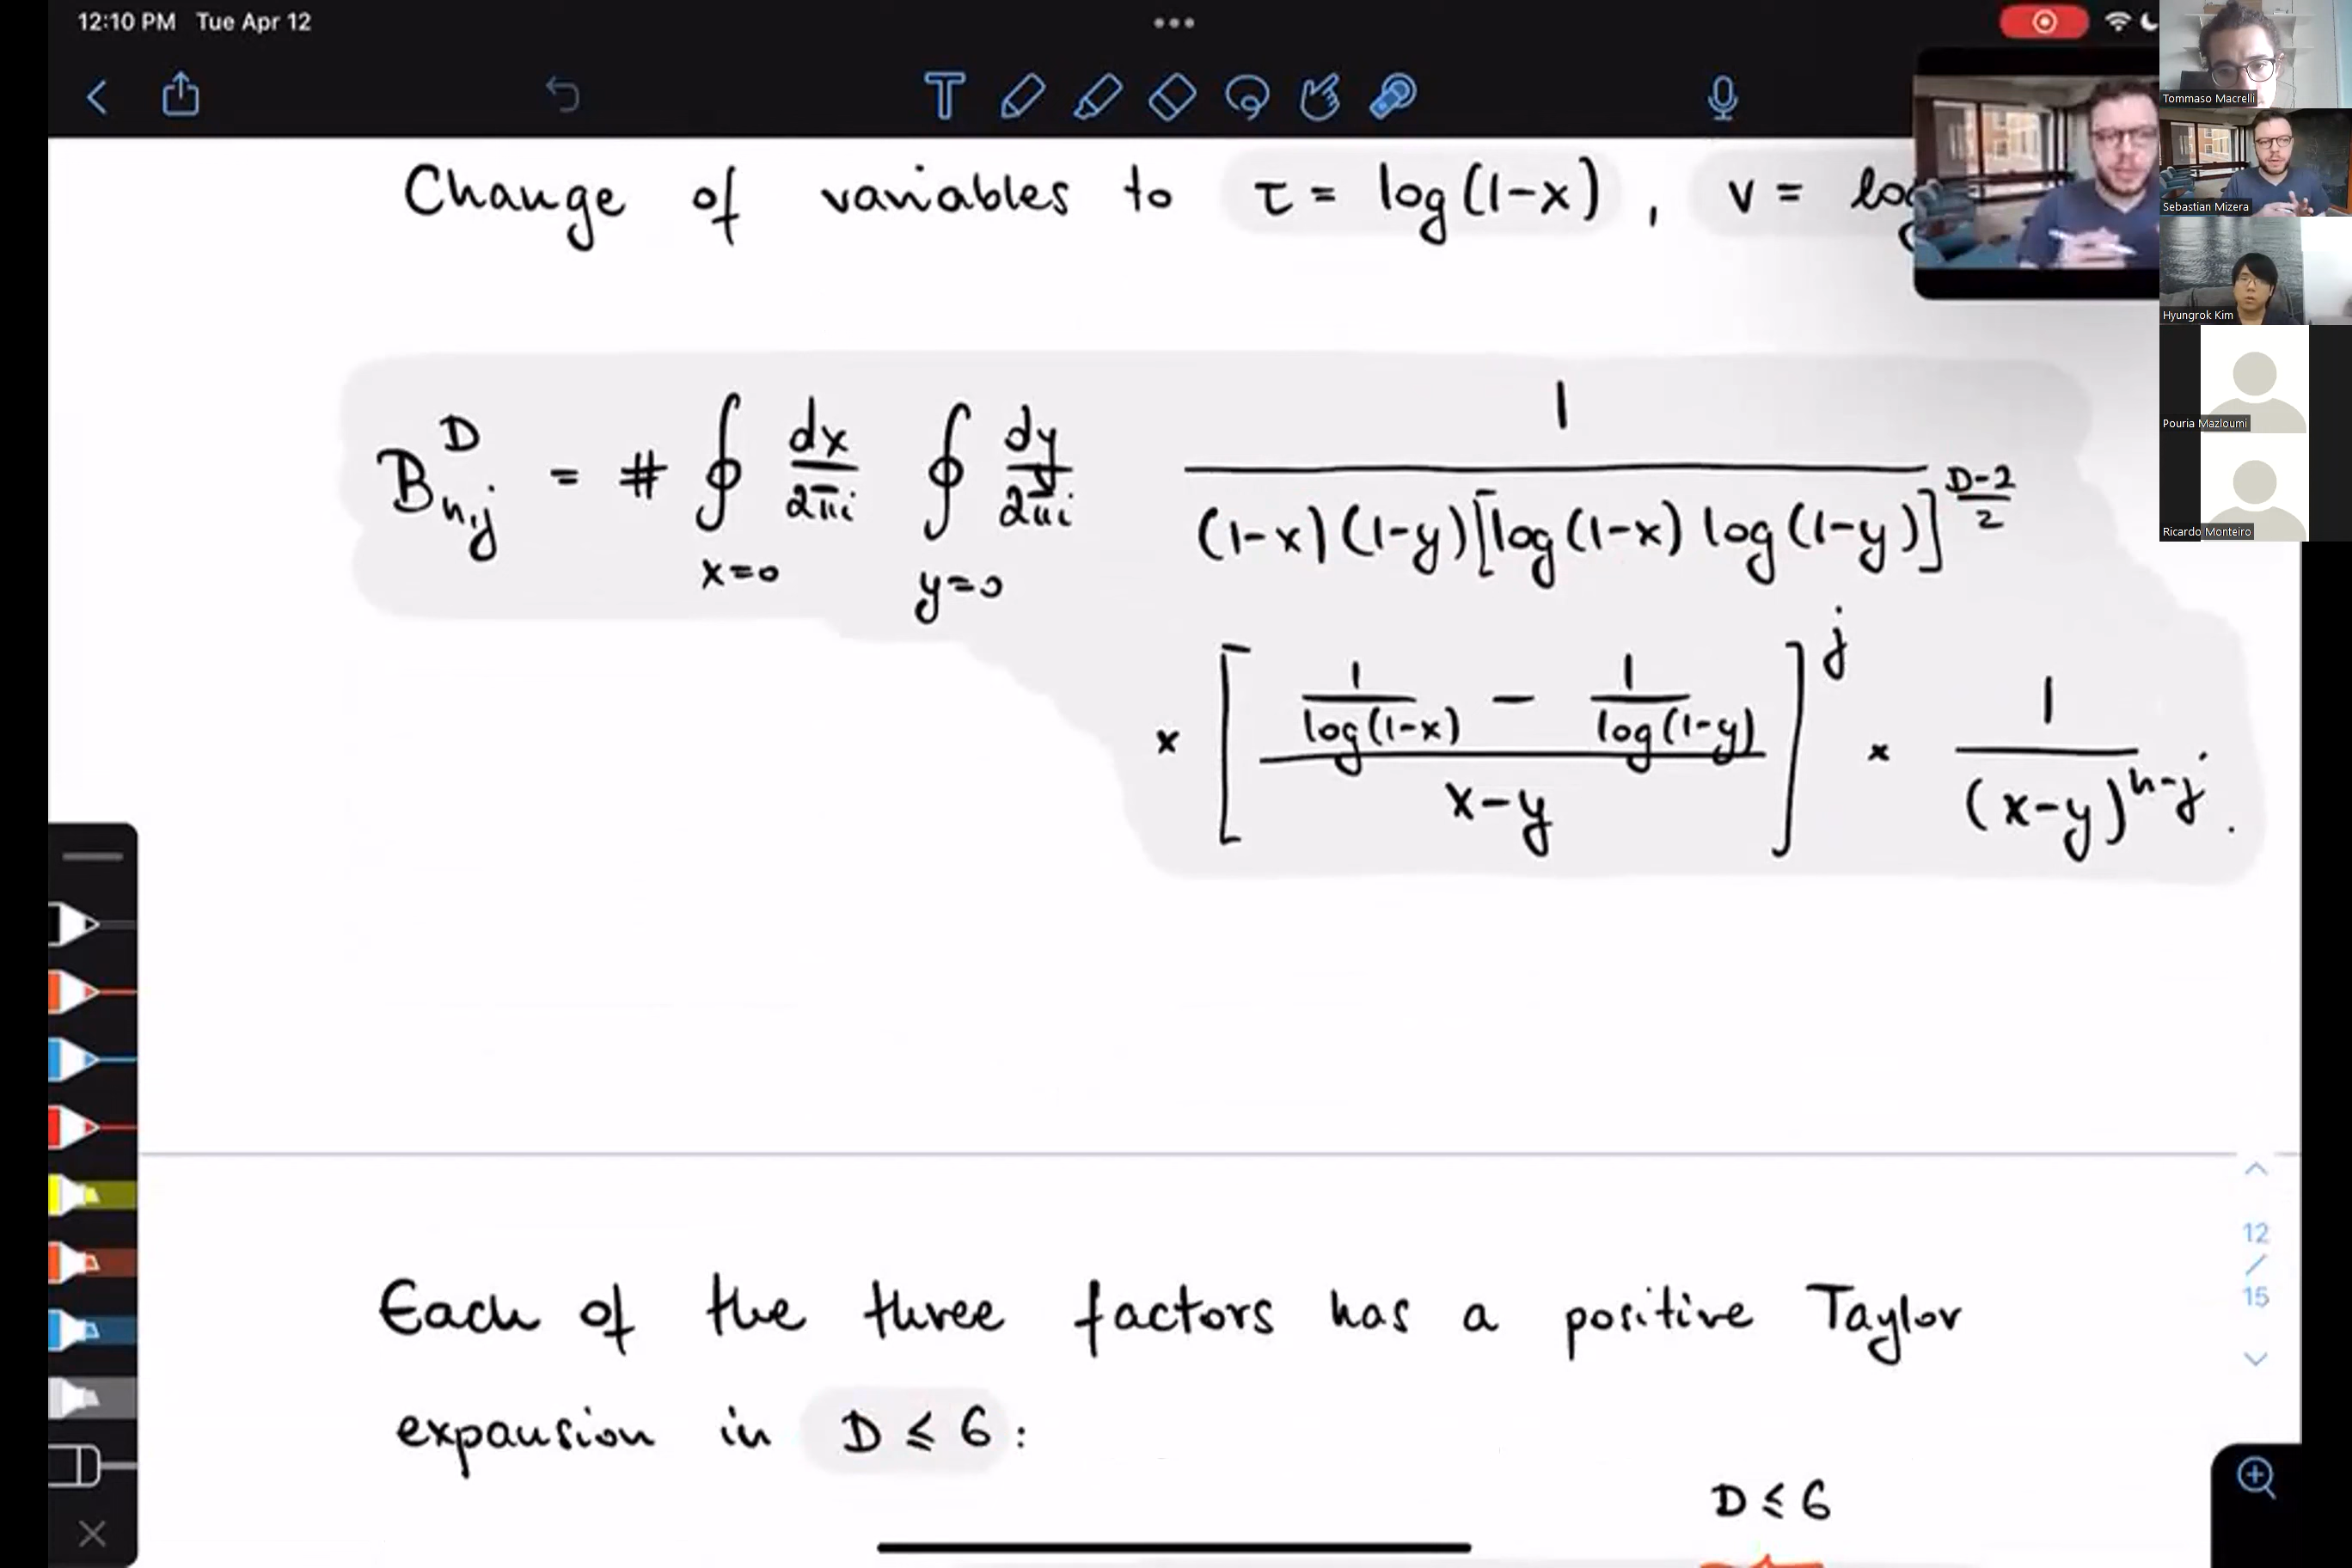 12:10 PM Tue Apr 12
Change of variables to τ = log(1-x) , v =
B_{n,j}^D = # ∮_{x=0} dx/2πi ∮_{y=0} dy/2πi 1/((1-x)(1-y)[log(1-x) log(1-y)]^{(D-2)/2})
× [ (1/log(1-x) - 1/log(1-y)) / (x-y) ]^j × 1/(x-y)^{n-j} .
Each of the three factors has a positive Taylor
expansion in D ≤ 6 :
D ≤ 6
12
/
15
Tommaso Macrelli
Sebastian Mizera
Hyungrok Kim
Pouria Mazloumi
Ricardo Monteiro